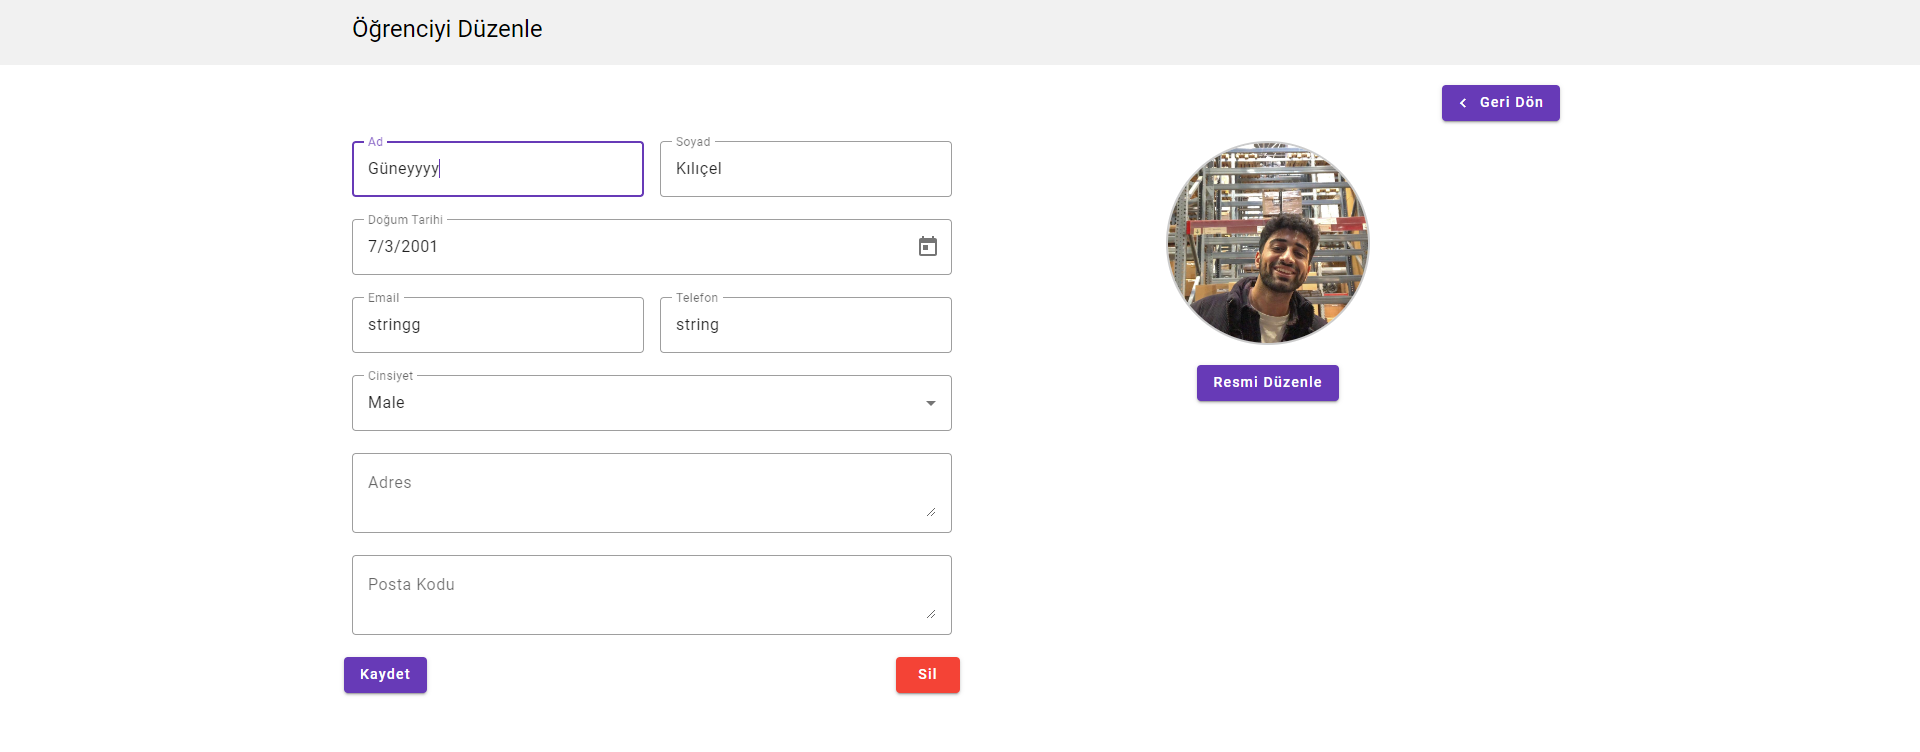 Öğrenciyi Düzenle
Geri Dön
Ad
Güneyyyy
Soyad
Kılıçel
Doğum Tarihi
7/3/2001
Email
stringg
Telefon
string
Resmi Düzenle
Cinsiyet
Male
Adres
Posta Kodu
Kaydet
Sil